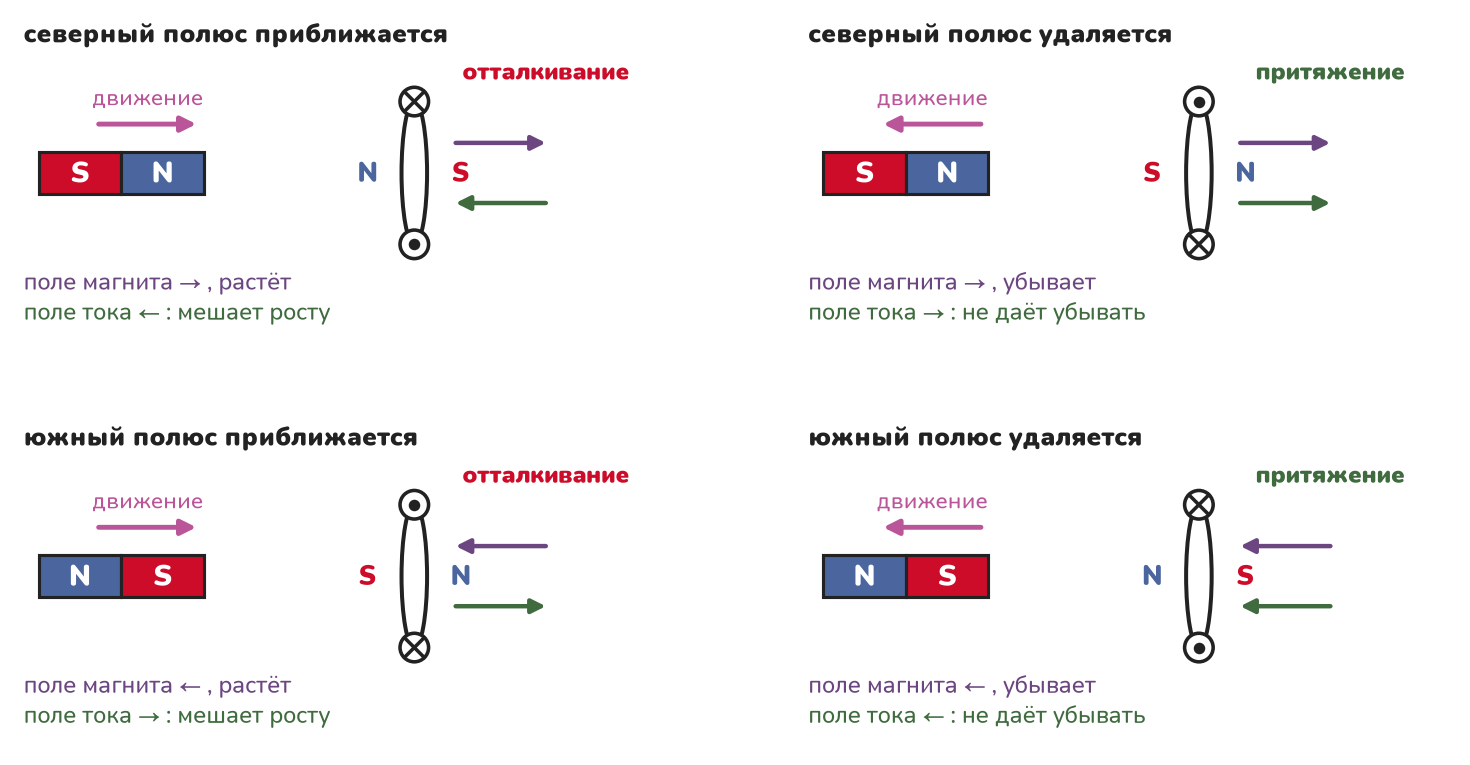 северный полюс приближается
отталкивание
движение
S N
N S
поле магнита → , растёт
поле тока ← : мешает росту
северный полюс удаляется
притяжение
движение
S N
S N
поле магнита → , убывает
поле тока → : не даёт убывать
южный полюс приближается
отталкивание
движение
N S
S N
поле магнита ← , растёт
поле тока → : мешает росту
южный полюс удаляется
притяжение
движение
N S
N S
поле магнита ← , убывает
поле тока ← : не даёт убывать